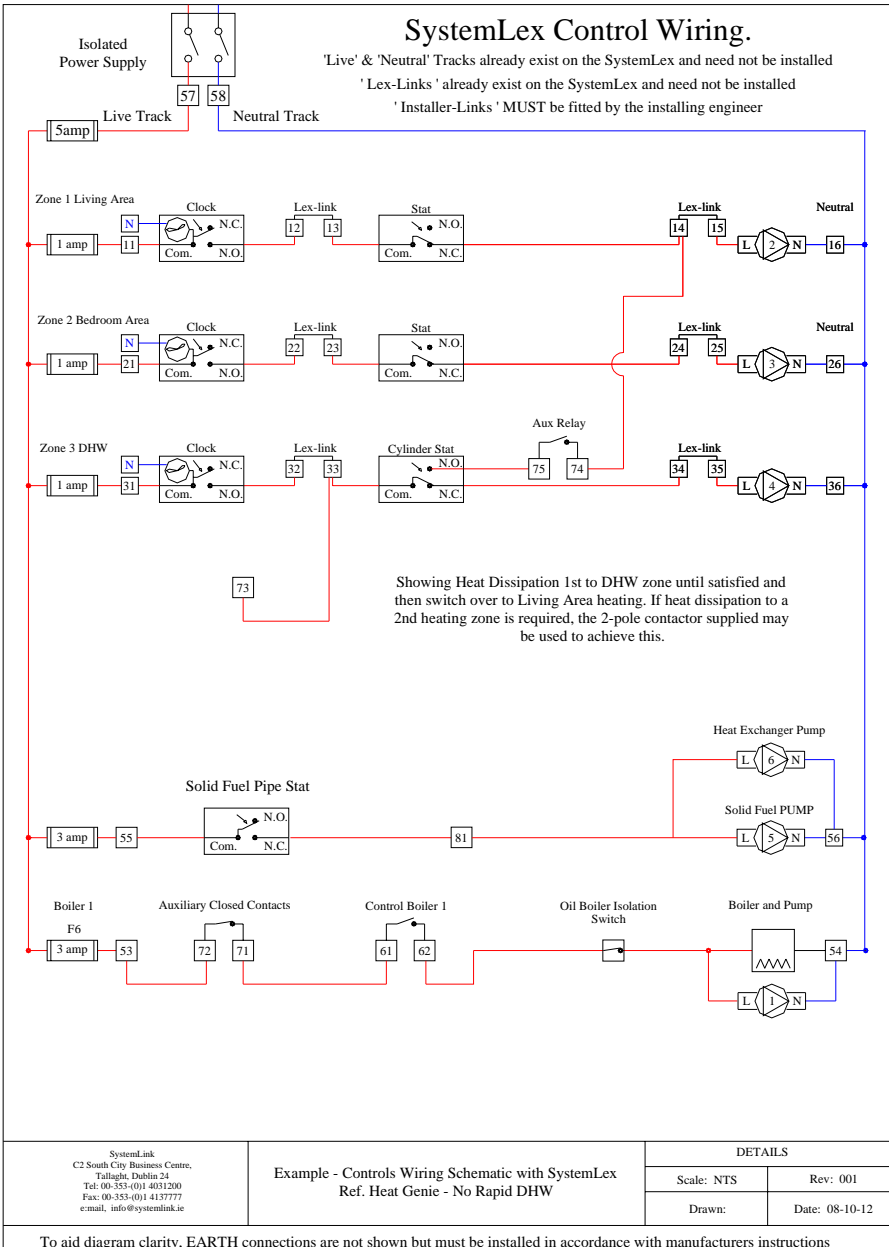 SystemLex Control Wiring.
'Live' & 'Neutral' Tracks already exist on the SystemLex and need not be installed
' Lex-Links ' already exist on the SystemLex and need not be installed
' Installer-Links ' MUST be fitted by the installing engineer
Isolated
Power Supply
57 58
Live Track Neutral Track
5amp
Zone 1 Living Area Clock Lex-link Stat Lex-link Neutral
N N.C. 12 13 N.O. 14 15
1 amp 11 Com. N.O. Com. N.C. L 2 N 16
Zone 2 Bedroom Area Clock Lex-link Stat Lex-link Neutral
N N.C. 22 23 N.O. 24 25
1 amp 21 Com. N.O. Com. N.C. L 3 N 26
Aux Relay
Zone 3 DHW Clock Lex-link Cylinder Stat Lex-link
N N.C. 32 33 N.O. 75 74 34 35
1 amp 31 Com. N.O. Com. N.C. L 4 N 36
73
Showing Heat Dissipation 1st to DHW zone until satisfied and
then switch over to Living Area heating. If heat dissipation to a
2nd heating zone is required, the 2-pole contactor supplied may
be used to achieve this.
Heat Exchanger Pump
L 6 N
Solid Fuel Pipe Stat
Solid Fuel PUMP
N.O.
3 amp 55 Com. N.C. 81 L 5 N 56
Boiler 1 Auxiliary Closed Contacts Control Boiler 1 Oil Boiler Isolation
Switch
Boiler and Pump
F6
3 amp 53 72 71 61 62 54
L 1 N
SystemLink
C2 South City Business Centre,
Tallaght, Dublin 24
Tel: 00-353-(0)1 4031200
Fax: 00-353-(0)1 4137777
e:mail, info@systemlink.ie
Example - Controls Wiring Schematic with SystemLex
Ref. Heat Genie - No Rapid DHW
DETAILS
Scale: NTS Rev: 001
Drawn: Date: 08-10-12
To aid diagram clarity, EARTH connections are not shown but must be installed in accordance with manufacturers instructions